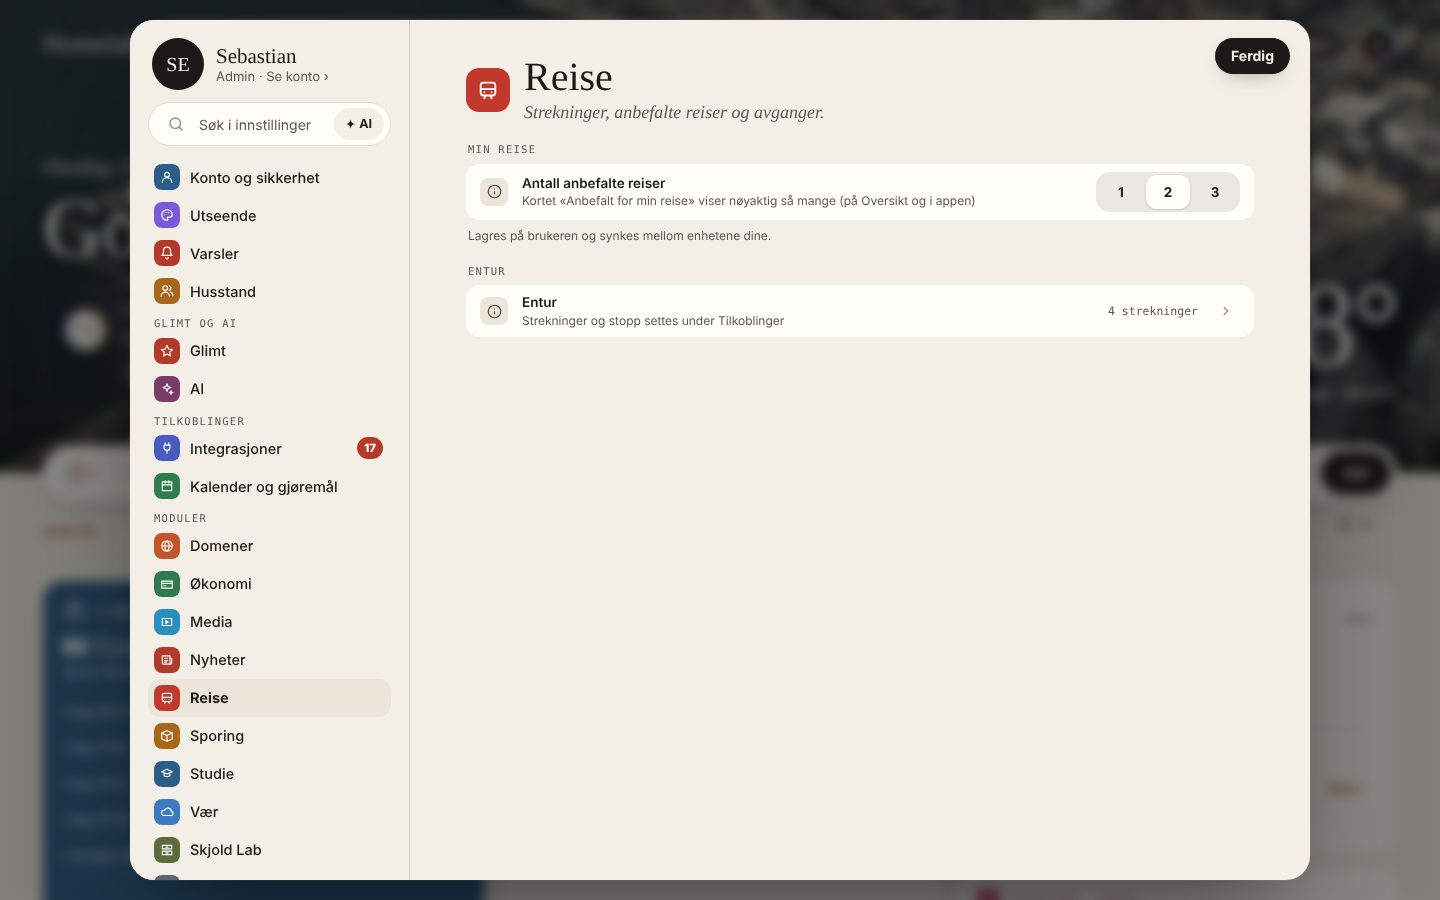 SE
Sebastian
Admin · Se konto ›
Søk i innstillinger
AI
Konto og sikkerhet
Utseende
Varsler
Husstand
GLIMT OG AI
Glimt
AI
TILKOBLINGER
Integrasjoner
17
Kalender og gjøremål
MODULER
Domener
Økonomi
Media
Nyheter
Reise
Sporing
Studie
Vær
Skjold Lab
Ferdig
Reise
Strekninger, anbefalte reiser og avganger.
MIN REISE
Antall anbefalte reiser
Kortet «Anbefalt for min reise» viser nøyaktig så mange (på Oversikt og i appen)
1 2 3
Lagres på brukeren og synkes mellom enhetene dine.
ENTUR
Entur
Strekninger og stopp settes under Tilkoblinger
4 strekninger
8°